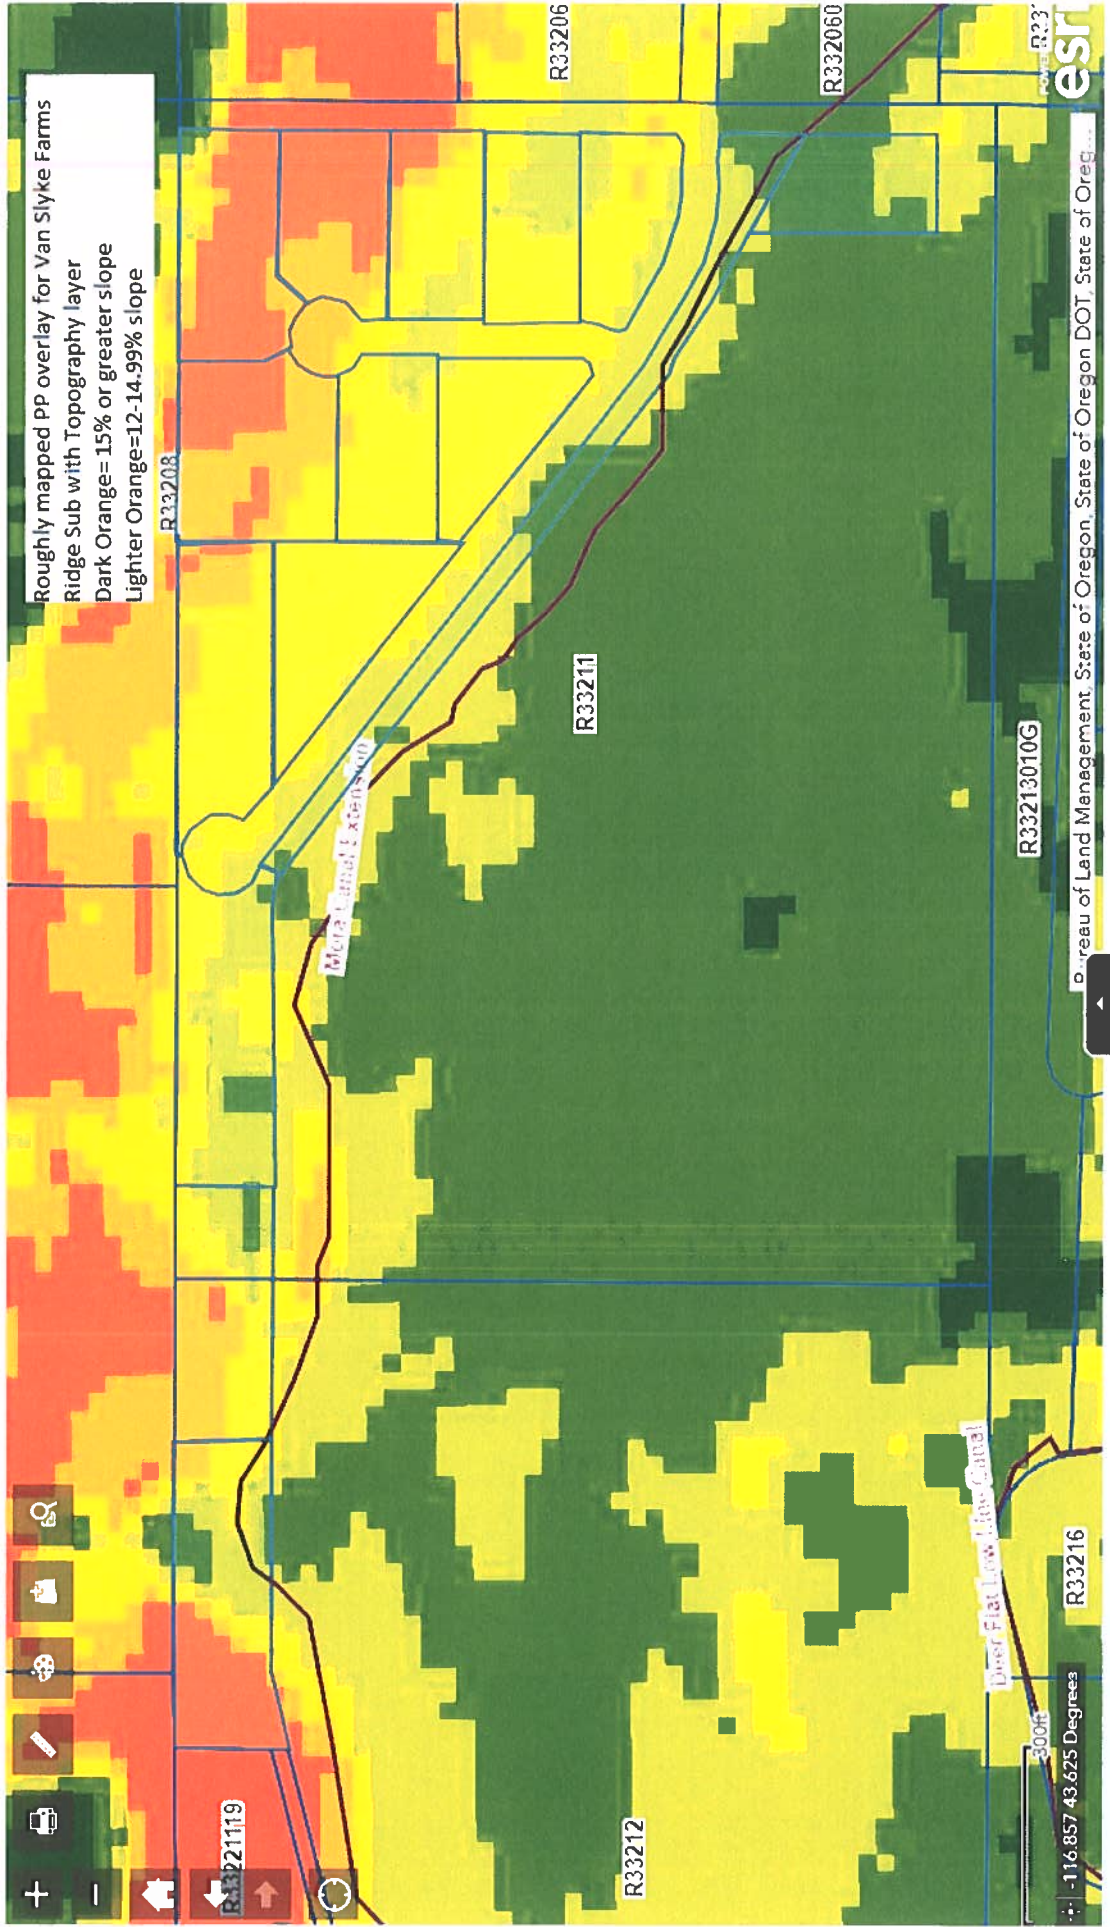 Roughly mapped PP overlay for Van Slyke Farms
Ridge Sub with Topography layer
Dark Orange= 15% or greater slope
Lighter Orange=12-14.99% slope
R33208
R33206
R332060
Mora Canal Extension
R33211
R33213010G
221119
R33212
Deer Flat Low Line Canal
R33216
300ft
-116.857 43.625 Degrees
reau of Land Management, State of Oregon, State of Oregon DOT, State of Oreg...
esri